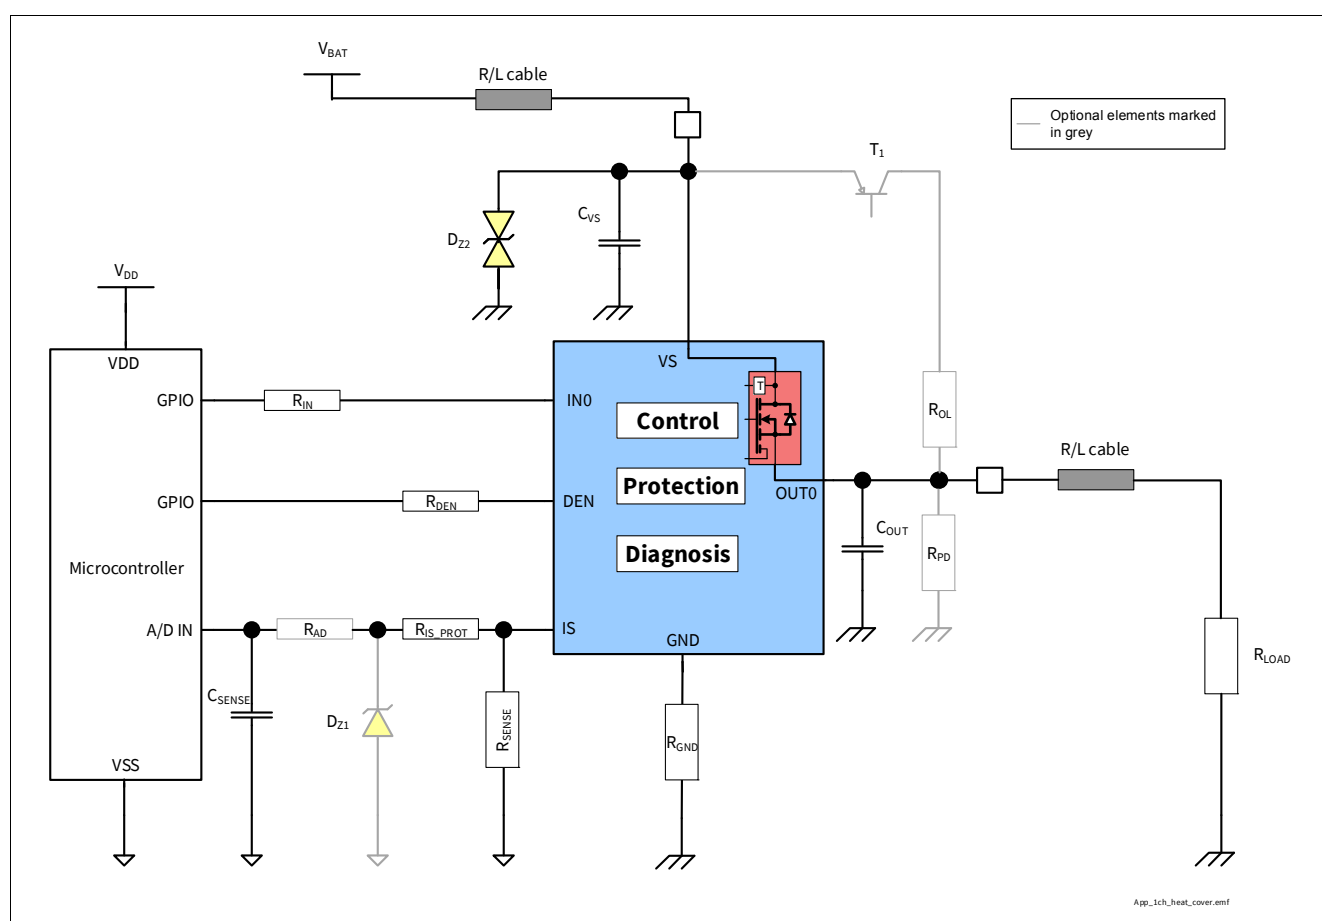 VBAT
R/L cable
Optional elements marked
in grey
T1
CVS
DZ2
VDD
VDD
VS
T
GPIO
RIN
IN0
Control
ROL
R/L cable
Protection
OUT0
GPIO
RDEN
DEN
COUT
RPD
Diagnosis
Microcontroller
A/D IN
RAD
RIS_PROT
IS
GND
RLOAD
CSENSE
DZ1
RSENSE
RGND
VSS
App_1ch_heat_cover.emf